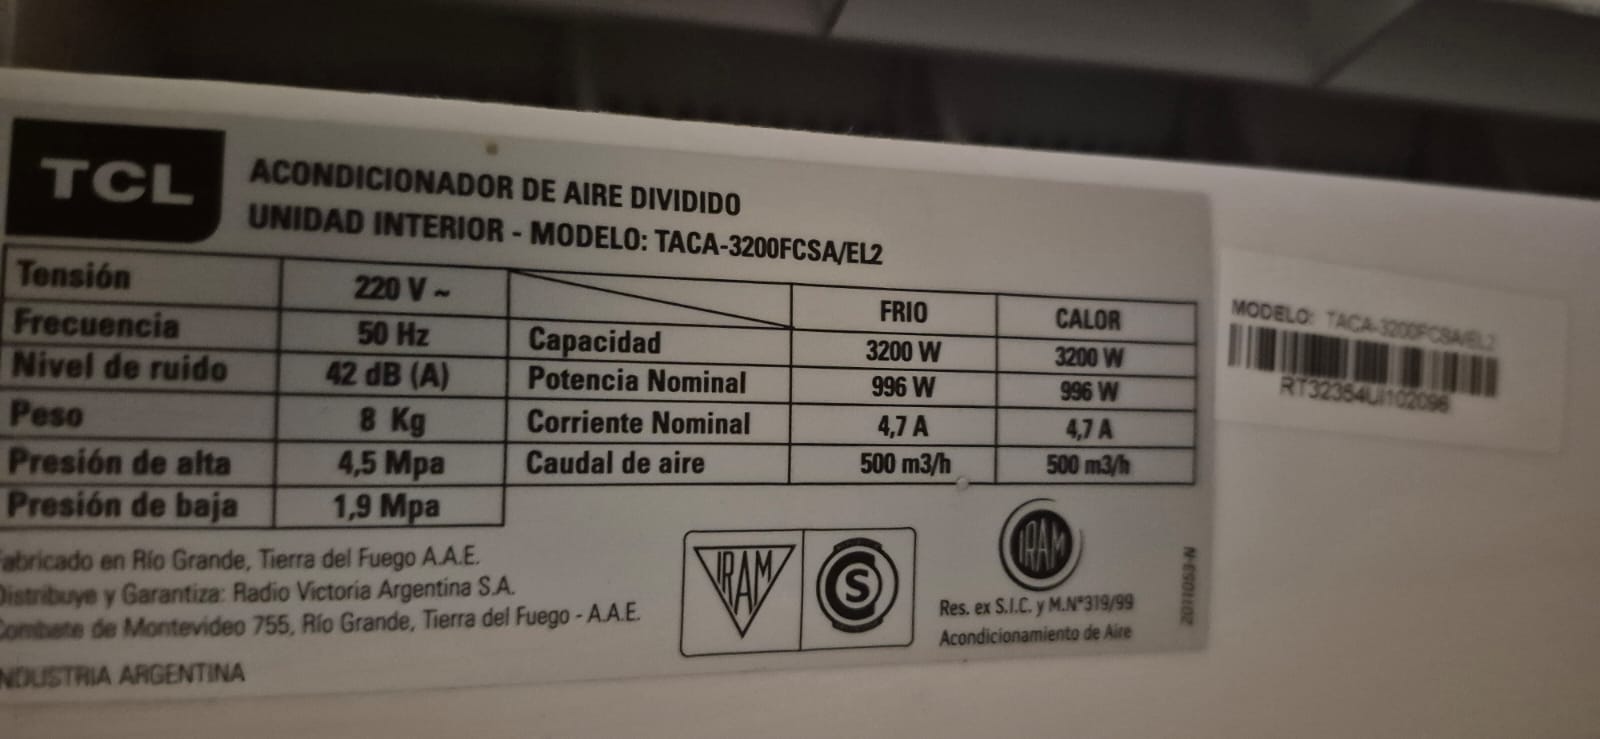 TCL
ACONDICIONADOR DE AIRE DIVIDIDO
UNIDAD INTERIOR - MODELO: TACA-3200FCSA/EL2
Tensión 220 V ~
Frecuencia 50 Hz
Nivel de ruido 42 dB (A)
Peso 8 Kg
Presión de alta 4,5 Mpa
Presión de baja 1,9 Mpa
FRIO CALOR
Capacidad 3200 W 3200 W
Potencia Nominal 996 W 996 W
Corriente Nominal 4,7 A 4,7 A
Caudal de aire 500 m3/h 500 m3/h
abricado en Río Grande, Tierra del Fuego A.A.E.
Distribuye y Garantiza: Radio Victoria Argentina S.A.
Combate de Montevideo 755, Río Grande, Tierra del Fuego - A.A.E.
NDUSTRIA ARGENTINA
IRAM
S
IRAM
Res. ex S.I.C. y M.N°319/99
Acondicionamiento de Aire
MODELO: TACA-3200FCSA/EL2
RT32354UI102096